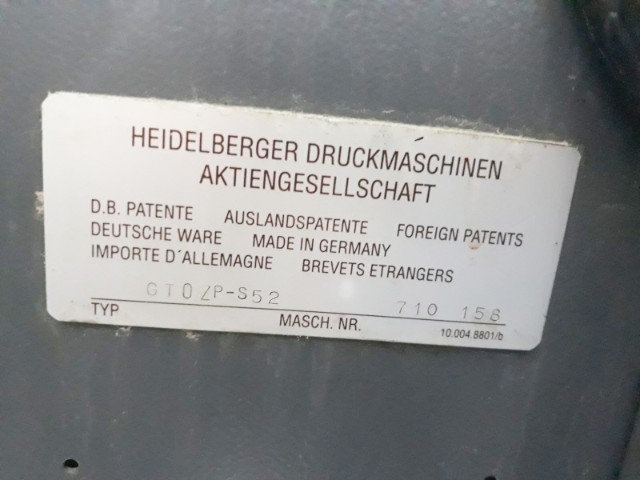 HEIDELBERGER DRUCKMASCHINEN
AKTIENGESELLSCHAFT
D.B. PATENTE AUSLANDSPATENTE FOREIGN PATENTS
DEUTSCHE WARE MADE IN GERMANY
IMPORTE D´ALLEMAGNE BREVETS ETRANGERS
GTOZP-S52 710 158
TYP MASCH. NR. 10.004.8801/b